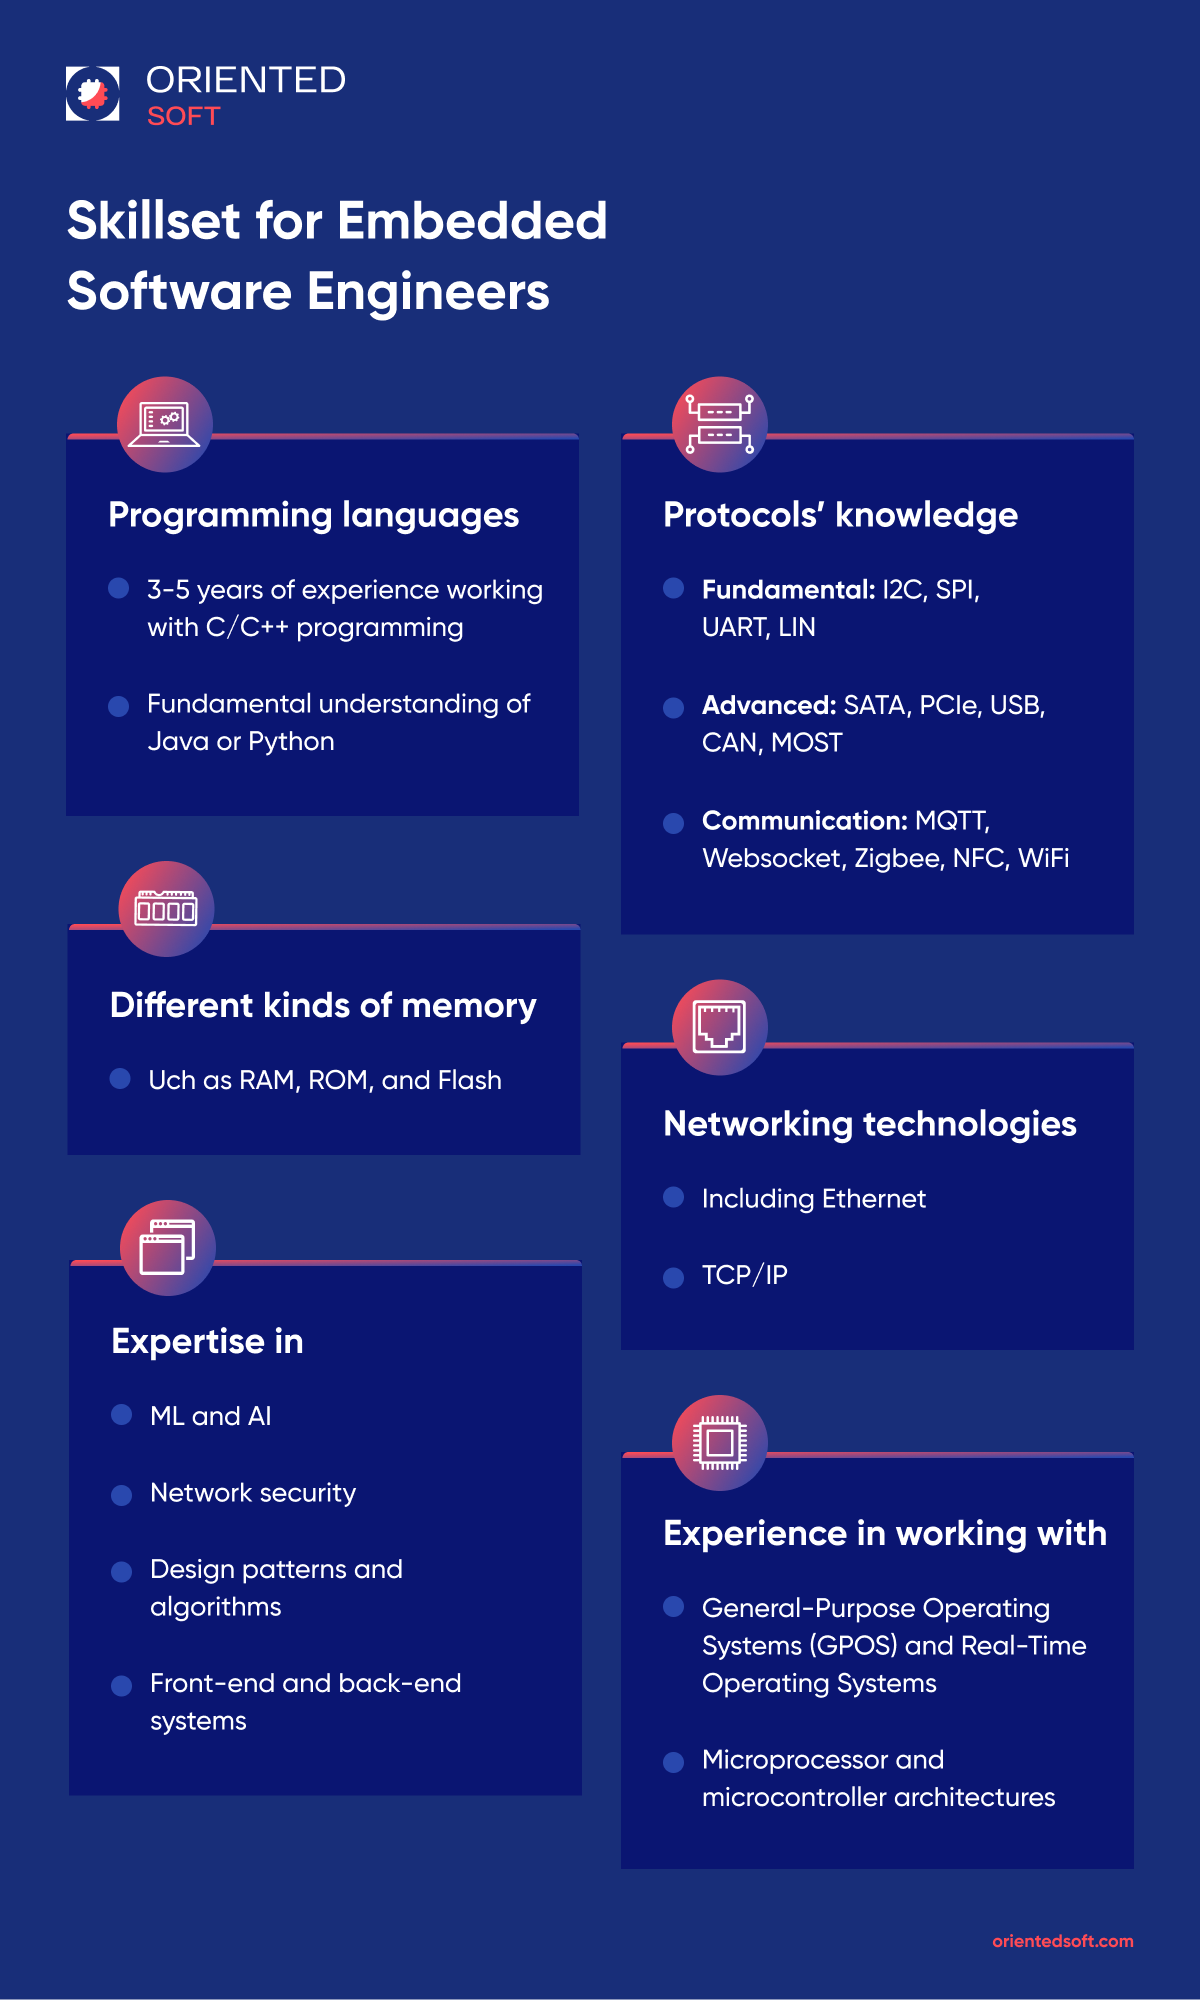 ORIENTED
SOFT
Skillset for Embedded
Software Engineers
Programming languages
3-5 years of experience working
with C/C++ programming
Fundamental understanding of
Java or Python
Different kinds of memory
Uch as RAM, ROM, and Flash
Expertise in
ML and AI
Network security
Design patterns and
algorithms
Front-end and back-end
systems
Protocols’ knowledge
Fundamental: I2C, SPI,
UART, LIN
Advanced: SATA, PCIe, USB,
CAN, MOST
Communication: MQTT,
Websocket, Zigbee, NFC, WiFi
Networking technologies
Including Ethernet
TCP/IP
Experience in working with
General-Purpose Operating
Systems (GPOS) and Real-Time
Operating Systems
Microprocessor and
microcontroller architectures
orientedsoft.com